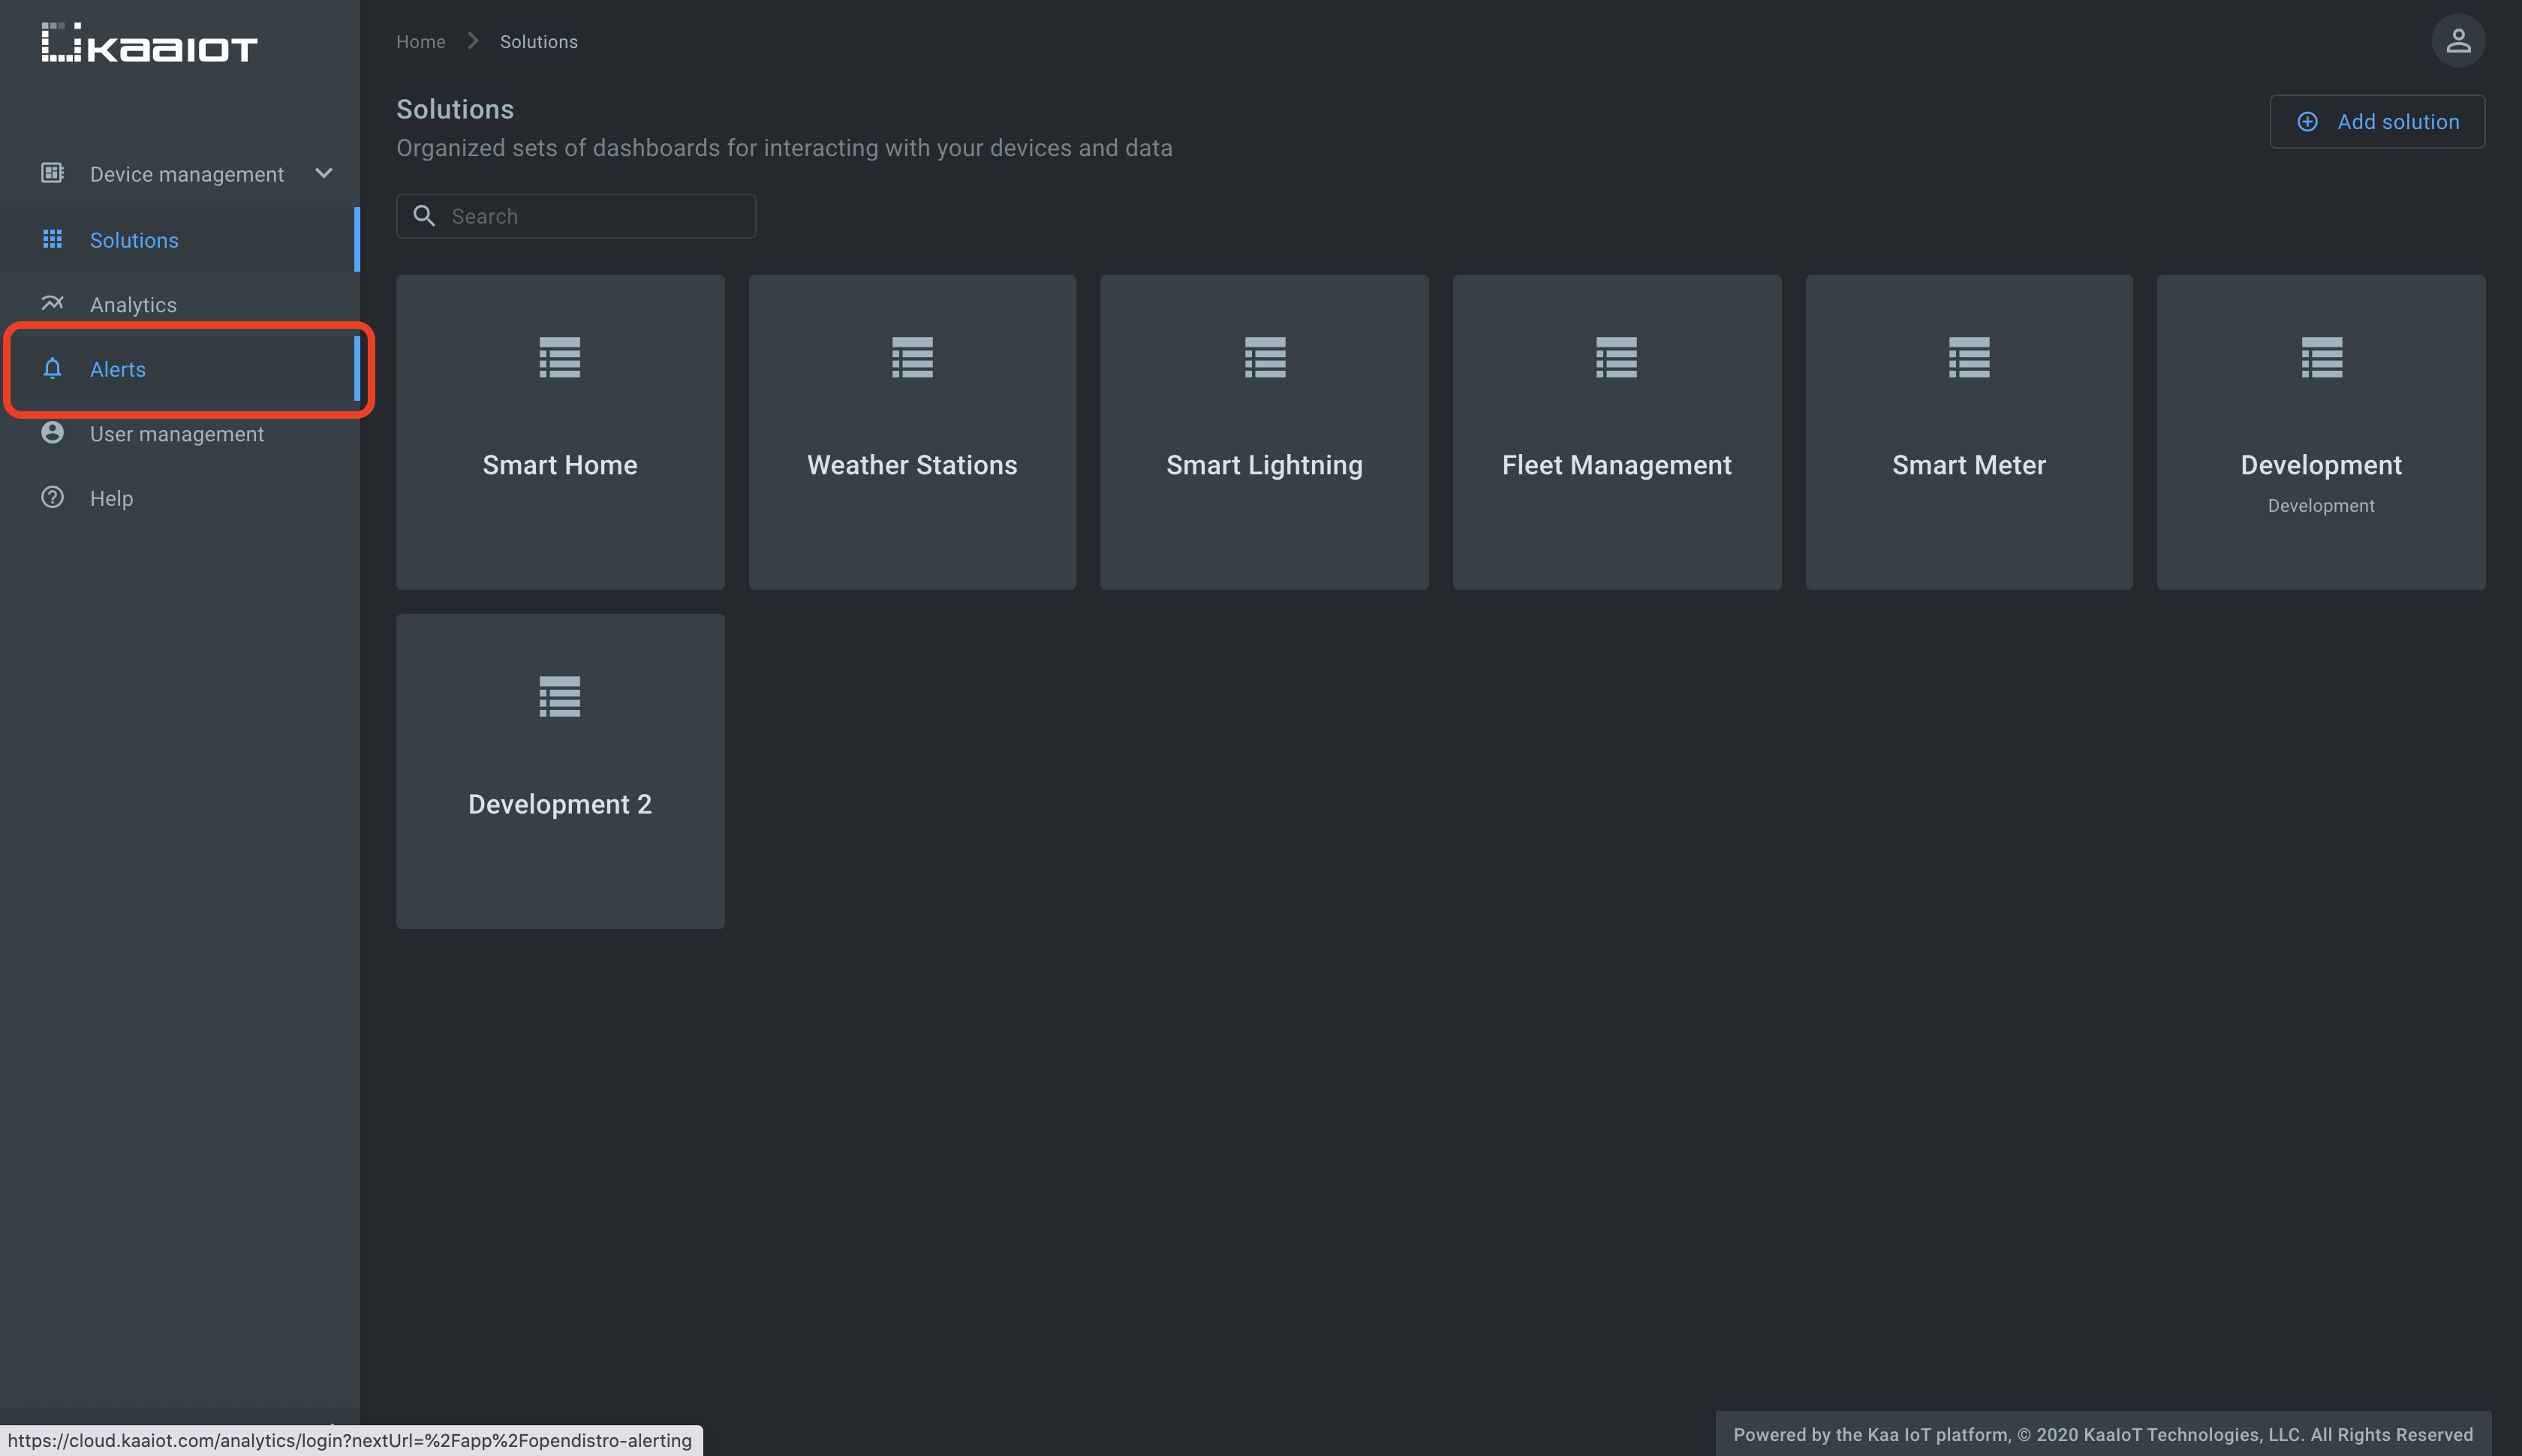 kaaIoT
Home
Solutions
Solutions
Organized sets of dashboards for interacting with your devices and data
Add solution
Search
Device management
Solutions
Analytics
Alerts
User management
Help
Smart Home
Weather Stations
Smart Lightning
Fleet Management
Smart Meter
Development
Development
Development 2
https://cloud.kaaiot.com/analytics/login?nextUrl=%2Fapp%2Fopendistro-alerting
Powered by the Kaa IoT platform, © 2020 KaaIoT Technologies, LLC. All Rights Reserved